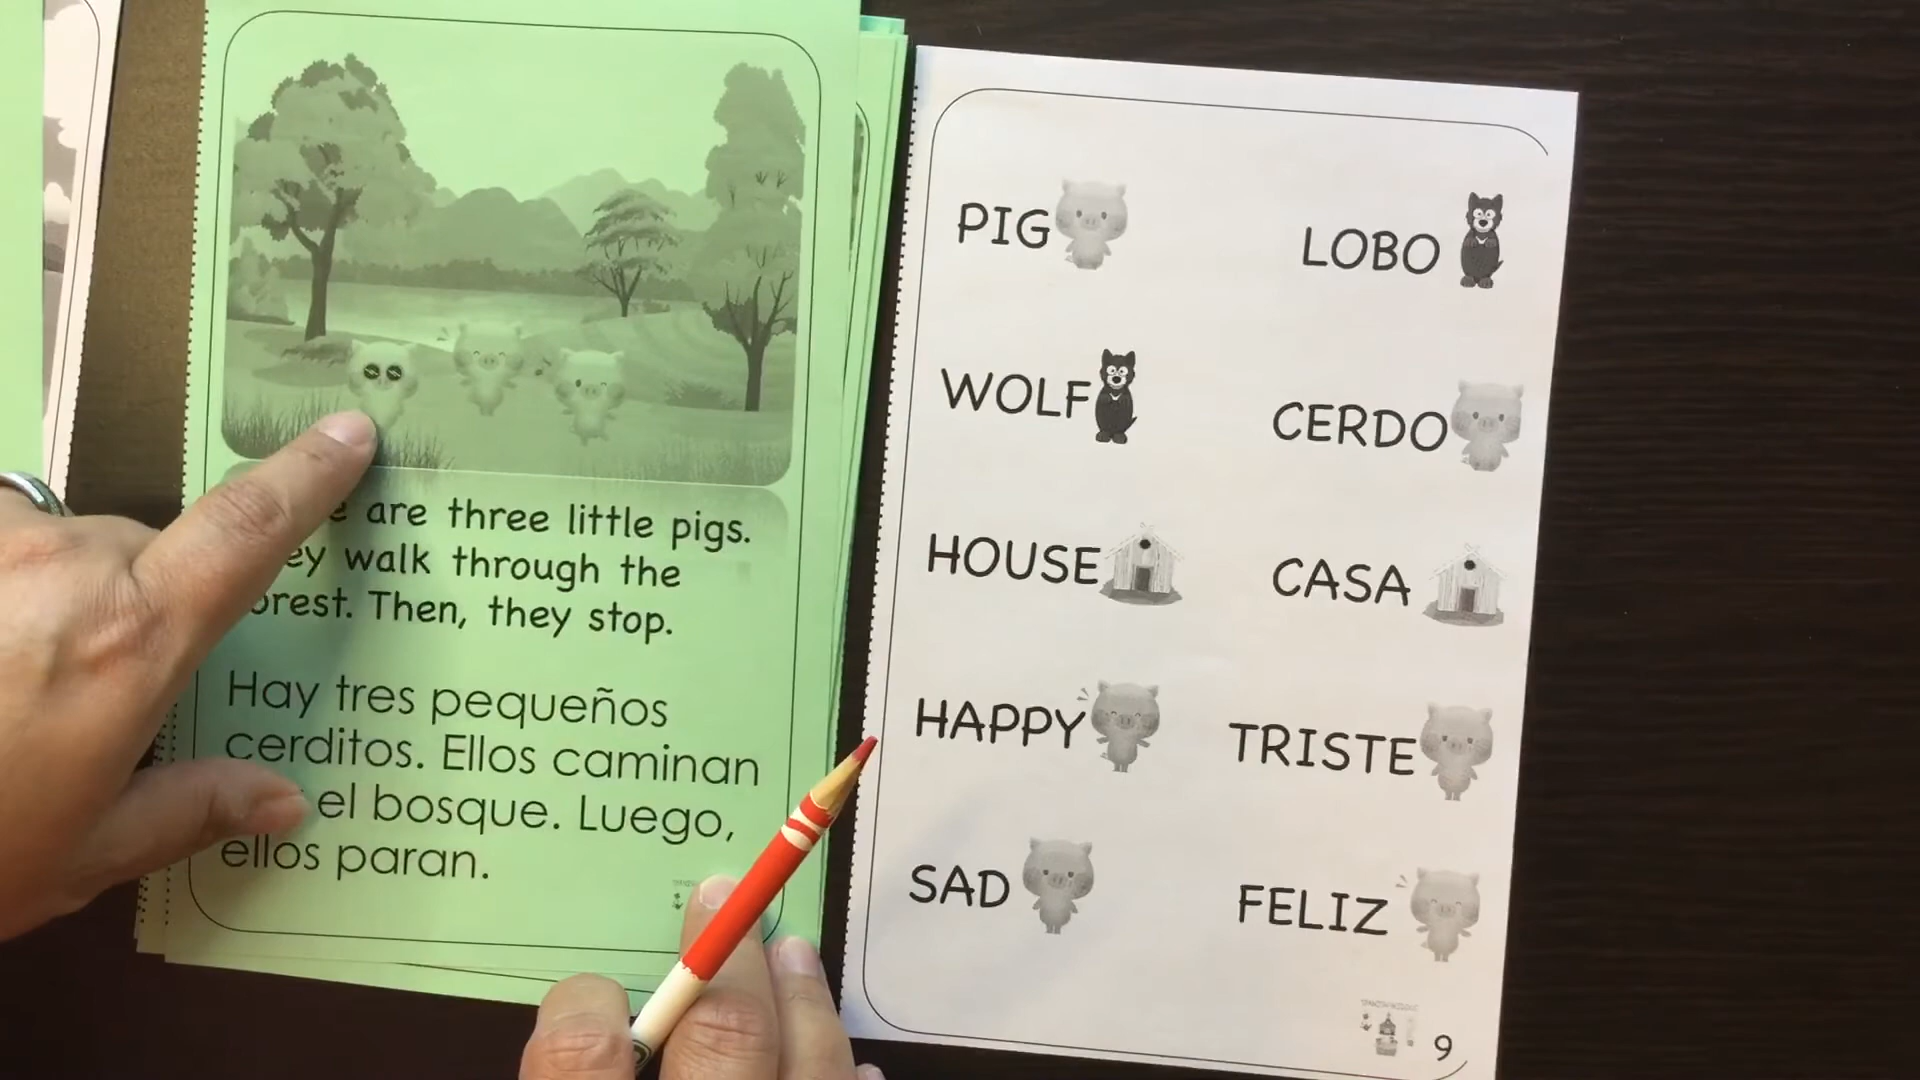 are three little pigs.
walk through the
Then, they stop.
Hay tres pequeños
cerditos. Ellos caminan
el bosque. Luego,
ellos paran.
PIG LOBO
WOLF CERDO
HOUSE CASA
HAPPY TRISTE
SAD FELIZ
9